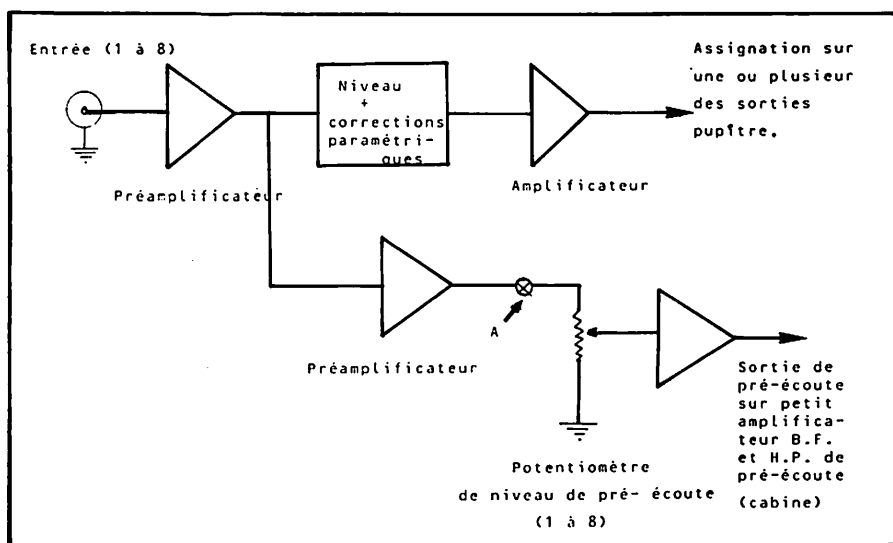 Entrée (1 à 8)
Préamplificateur
Niveau
+
corrections
paramétri-
ques
Amplificateur
Assignation sur
une ou plusieur
des sorties
pupître.
Préamplificateur
A
Potentiomètre
de niveau de pré- écoute
(1 à 8)
Sortie de
pré-écoute
sur petit
amplifica-
teur B.F.
et H.P. de
pré-écoute
(cabine)